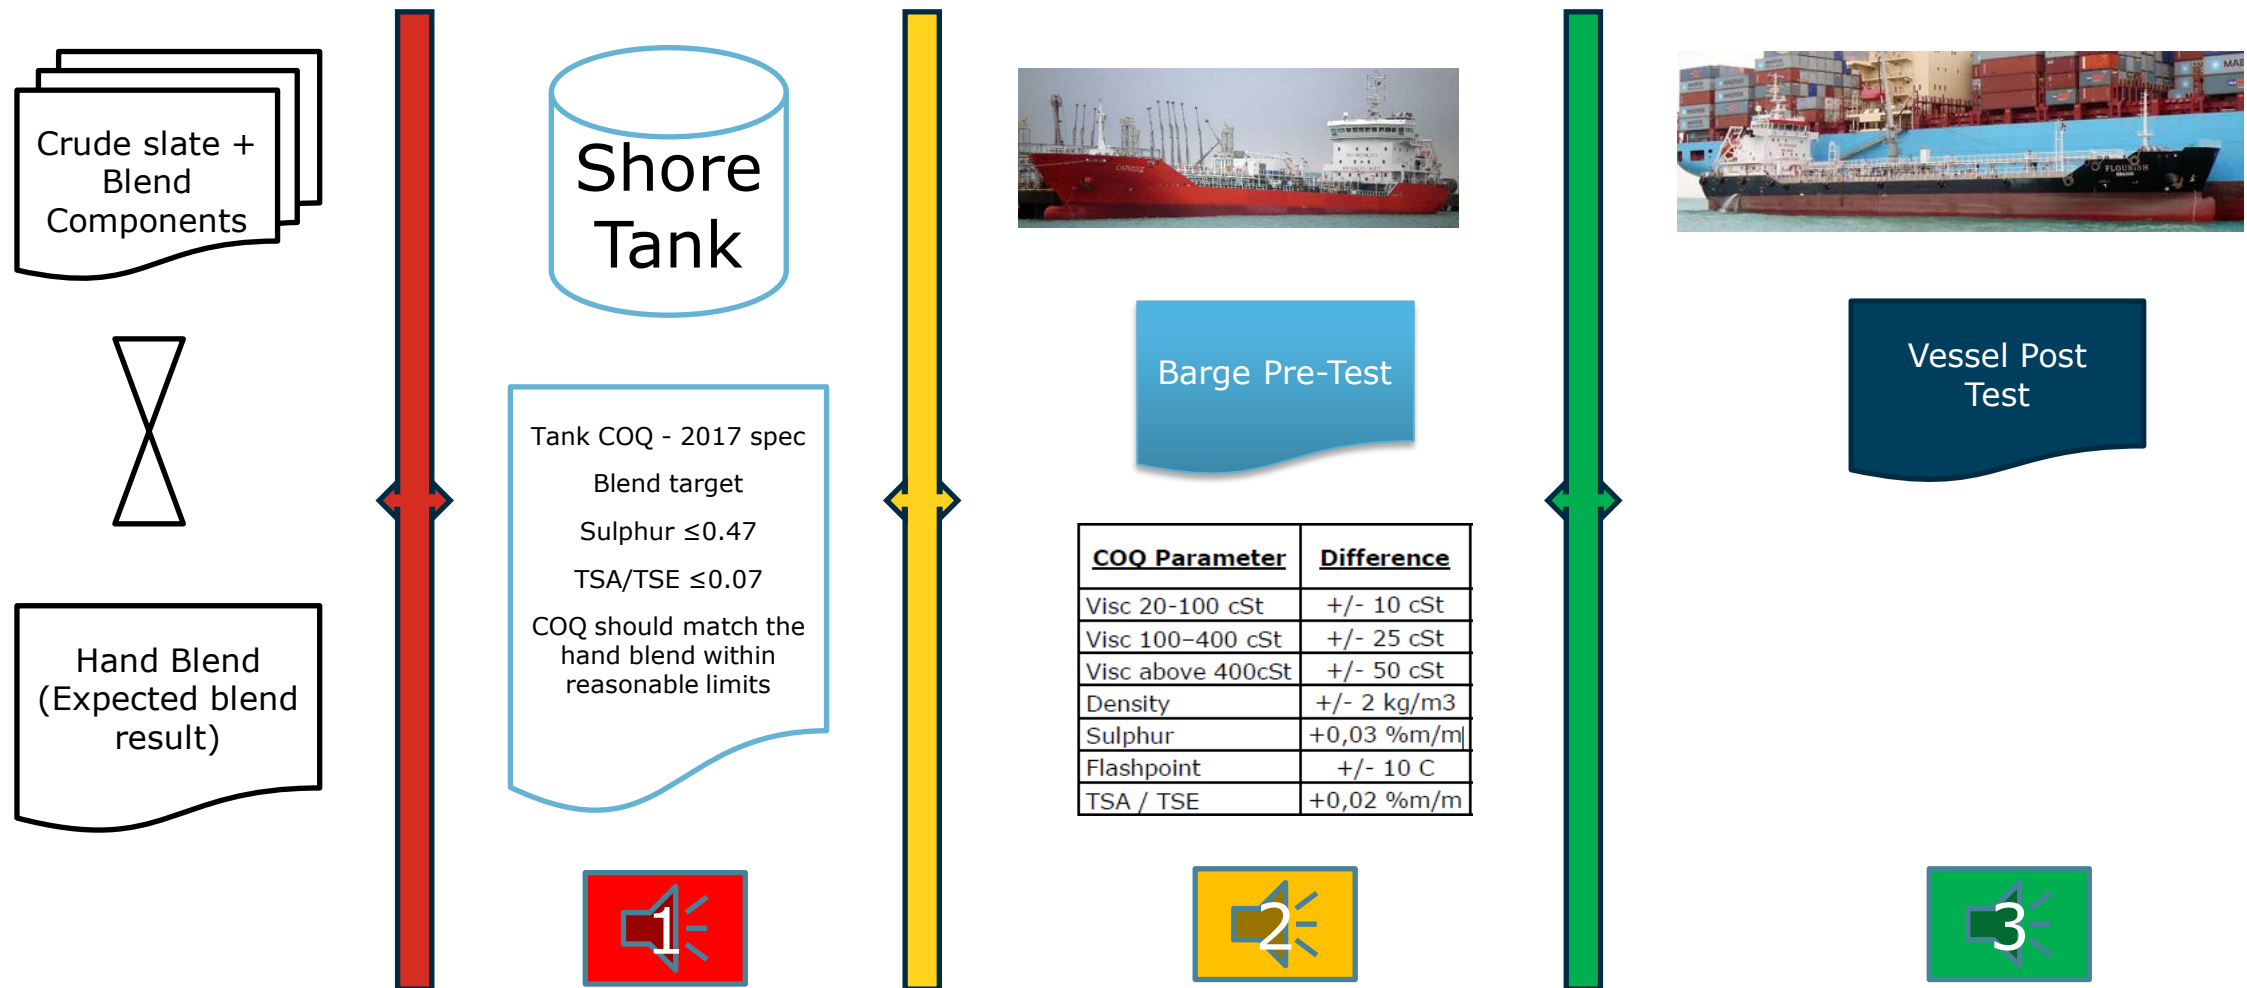 Crude slate +
Blend
Components
Hand Blend
(Expected blend
result)
Shore
Tank
Tank COQ - 2017 spec
Blend target
Sulphur ≤0.47
TSA/TSE ≤0.07
COQ should match the
hand blend within
reasonable limits
1
Barge Pre-Test
COQ Parameter Difference
Visc 20-100 cSt +/- 10 cSt
Visc 100–400 cSt +/- 25 cSt
Visc above 400cSt +/- 50 cSt
Density +/- 2 kg/m3
Sulphur +0,03 %m/m
Flashpoint +/- 10 C
TSA / TSE +0,02 %m/m
2
FLOURISH
Vessel Post
Test
3